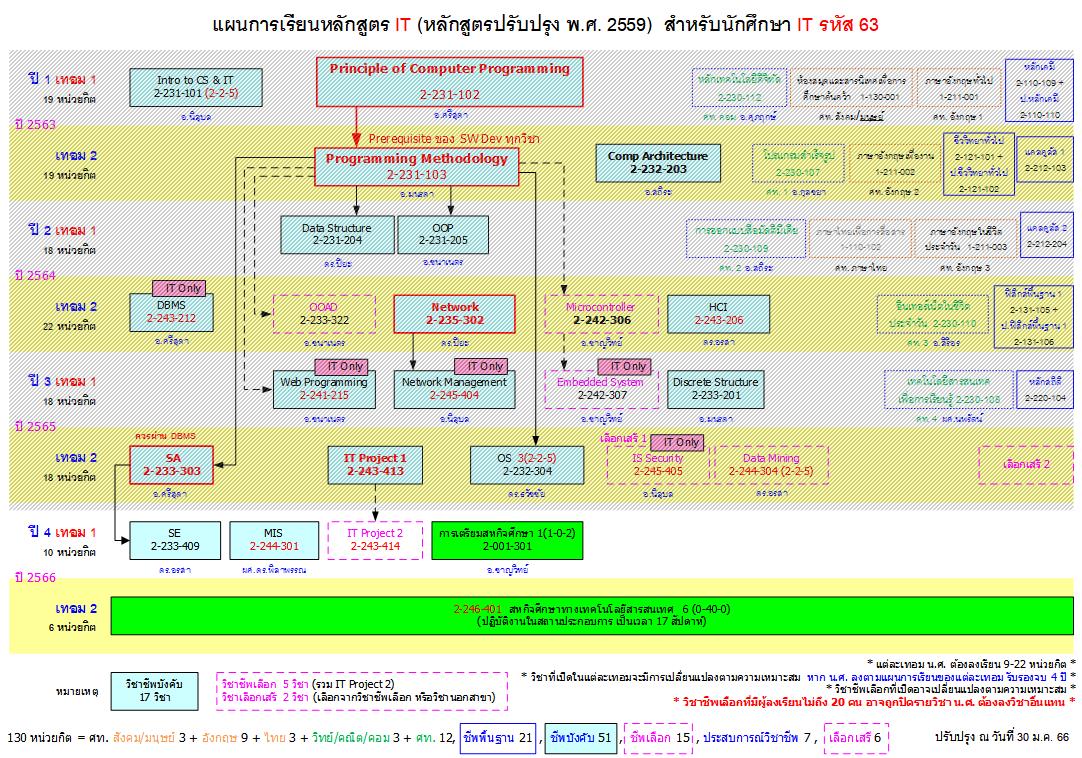 แผนการเรียนหลักสูตร IT (หลักสูตรปรับปรุง พ.ศ. 2559) สำหรับนักศึกษา IT รหัส 63
ปี 1 เทอม 1
19 หน่วยกิต
Intro to CS & IT
2-231-101 (2-2-5)
อ.นิลุบล
Principle of Computer Programming
2-231-102
อ.ศรีสุดา
หลักเทคโนโลยีดิจิทัล
2-230-112
ศท. คอม อ.ศุภฤกษ์
ห้องสมุดและสารนิเทศเพื่อการ
ศึกษาค้นคว้า 1-130-001
ศท. สังคม/มนุษย์
ภาษาอังกฤษทั่วไป
1-211-001
ศท. อังกฤษ 1
หลักเคมี
2-110-109 +
ป.หลักเคมี
2-110-110
ปี 2563
Prerequisite ของ SW Dev ทุกวิชา
เทอม 2
19 หน่วยกิต
Programming Methodology
2-231-103
อ.มนรดา
Comp Architecture
2-232-203
อ.สถิระ
โปรแกรมสำเร็จรูป
2-230-107
ศท. 1 อ.กุลชยา
ภาษาอังกฤษเพื่องาน
1-211-002
ศท. อังกฤษ 2
ชีววิทยาทั่วไป
2-121-101 +
ป.ชีววิทยาทั่วไป
2-121-102
แคลคูลัส 1
2-212-103
ปี 2 เทอม 1
18 หน่วยกิต
Data Structure
2-231-204
ดร.ปิยะ
OOP
2-231-205
อ.ชนาเนตร
การออกแบบสื่อมัลติมีเดีย
2-230-109
ศท. 2 อ.สถิระ
ภาษาไทยเพื่อการสื่อสาร
1-110-102
ศท. ภาษาไทย
ภาษาอังกฤษในชีวิต
ประจำวัน 1-211-003
ศท. อังกฤษ 3
แคลคูลัส 2
2-212-204
ปี 2564
เทอม 2
22 หน่วยกิต
IT Only
DBMS
2-243-212
อ.ศรีสุดา
OOAD
2-233-322
อ.ชนาเนตร
Network
2-235-302
ดร.ปิยะ
Microcontroller
2-242-306
อ.ชาญวิทย์
HCI
2-243-206
ดร.อรสา
อินเทอร์เน็ตในชีวิต
ประจำวัน 2-230-110
ศท. 3 อ.สิรีอร
ฟิสิกส์พื้นฐาน 1
2-131-105 +
ป.ฟิสิกส์พื้นฐาน 1
2-131-106
ปี 3 เทอม 1
18 หน่วยกิต
IT Only
Web Programming
2-241-215
อ.ชนาเนตร
IT Only
Network Management
2-245-404
อ.นิลุบล
IT Only
Embedded System
2-242-307
อ.ชาญวิทย์
Discrete Structure
2-233-201
อ.มนรดา
เทคโนโลยีสารสนเทศ
เพื่อการเรียนรู้ 2-230-108
ศท. 4 ผศ.นพรัตน์
หลักสถิติ
2-220-104
ปี 2565
ควรผ่าน DBMS
เทอม 2
18 หน่วยกิต
SA
2-233-303
อ.ศรีสุดา
IT Project 1
2-243-413
OS 3(2-2-5)
2-232-304
ดร.ธวัชชัย
เลือกเสรี 1
IT Only
IS Security
2-245-405
อ.นิลุบล
Data Mining
2-244-304 (2-2-5)
ดร.อรสา
เลือกเสรี 2
ปี 4 เทอม 1
10 หน่วยกิต
SE
2-233-409
ดร.อรสา
MIS
2-244-301
ผศ.ดร.พิลาพรรณ
IT Project 2
2-243-414
การเตรียมสหกิจศึกษา 1(1-0-2)
2-001-301
อ.ชาญวิทย์
ปี 2566
เทอม 2
6 หน่วยกิต
2-246-401 สหกิจศึกษาทางเทคโนโลยีสารสนเทศ 6 (0-40-0)
(ปฏิบัติงานในสถานประกอบการ เป็นเวลา 17 สัปดาห์)
หมายเหตุ
วิชาชีพบังคับ
17 วิชา
วิชาชีพเลือก 5 วิชา (รวม IT Project 2)
วิชาเลือกเสรี 2 วิชา (เลือกจากวิชาชีพเลือก หรือวิชานอกสาขา)
* แต่ละเทอม น.ศ. ต้องลงเรียน 9-22 หน่วยกิต *
* วิชาที่เปิดในแต่ละเทอมจะมีการเปลี่ยนแปลงตามความเหมาะสม หาก น.ศ. ลงตามแผนการเรียนของแต่ละเทอม รับรองจบ 4 ปี *
* วิชาชีพเลือกที่เปิดอาจเปลี่ยนแปลงตามความเหมาะสม *
* วิชาชีพเลือกที่มีผู้ลงเรียนไม่ถึง 20 คน อาจถูกปิดรายวิชา น.ศ. ต้องลงวิชาอื่นแทน *
130 หน่วยกิต = ศท. สังคม/มนุษย์ 3 + อังกฤษ 9 + ไทย 3 + วิทย์/คณิต/คอม 3 + ศท. 12, ชีพพื้นฐาน 21 , ชีพบังคับ 51 , ชีพเลือก 15 , ประสบการณ์วิชาชีพ 7 , เลือกเสรี 6
ปรับปรุง ณ วันที่ 30 ม.ค. 66